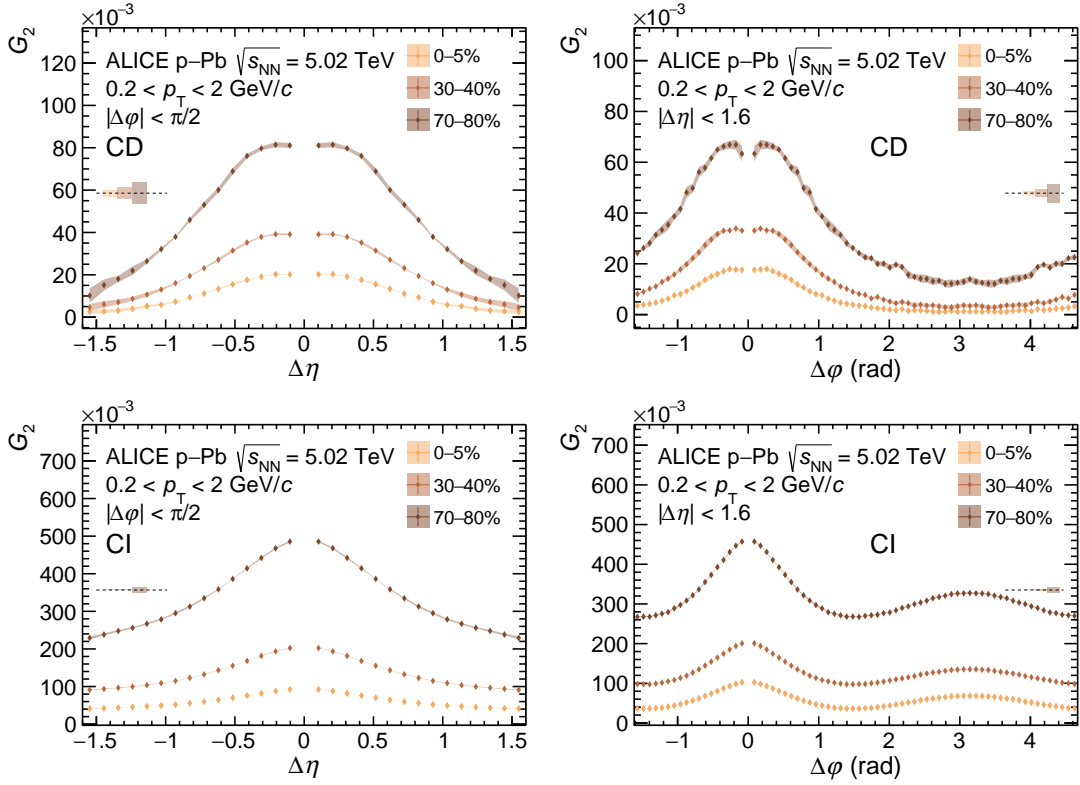 ×10⁻³
G₂
ALICE p–Pb √sNN = 5.02 TeV
0.2 < pT < 2 GeV/c
|Δφ| < π/2
CD
0–5%
30–40%
70–80%
120
100
80
60
40
20
0
−1.5 −1 −0.5 0 0.5 1 1.5
Δη
×10⁻³
G₂
ALICE p–Pb √sNN = 5.02 TeV
0.2 < pT < 2 GeV/c
|Δη| < 1.6
CD
0–5%
30–40%
70–80%
100
80
60
40
20
0
−1 0 1 2 3 4
Δφ (rad)
×10⁻³
G₂
ALICE p–Pb √sNN = 5.02 TeV
0.2 < pT < 2 GeV/c
|Δφ| < π/2
CI
0–5%
30–40%
70–80%
700
600
500
400
300
200
100
0
−1.5 −1 −0.5 0 0.5 1 1.5
Δη
×10⁻³
G₂
ALICE p–Pb √sNN = 5.02 TeV
0.2 < pT < 2 GeV/c
|Δη| < 1.6
CI
0–5%
30–40%
70–80%
700
600
500
400
300
200
100
0
−1 0 1 2 3 4
Δφ (rad)